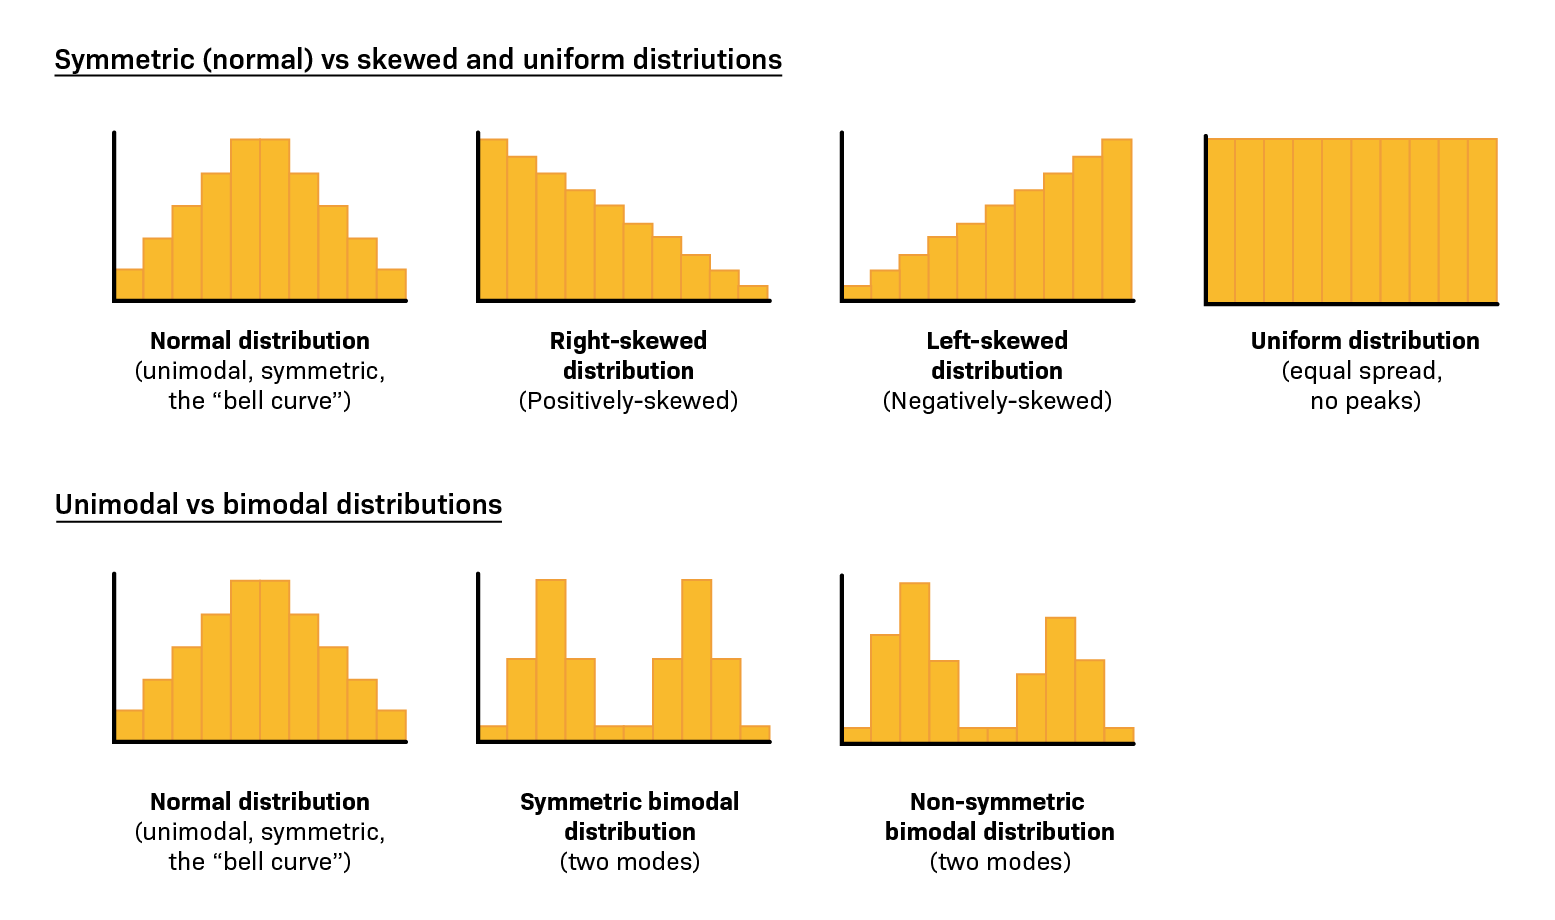 Symmetric (normal) vs skewed and uniform distriutions
Normal distribution
(unimodal, symmetric,
the “bell curve”)
Right-skewed
distribution
(Positively-skewed)
Left-skewed
distribution
(Negatively-skewed)
Uniform distribution
(equal spread,
no peaks)
Unimodal vs bimodal distributions
Normal distribution
(unimodal, symmetric,
the “bell curve”)
Symmetric bimodal
distribution
(two modes)
Non-symmetric
bimodal distribution
(two modes)